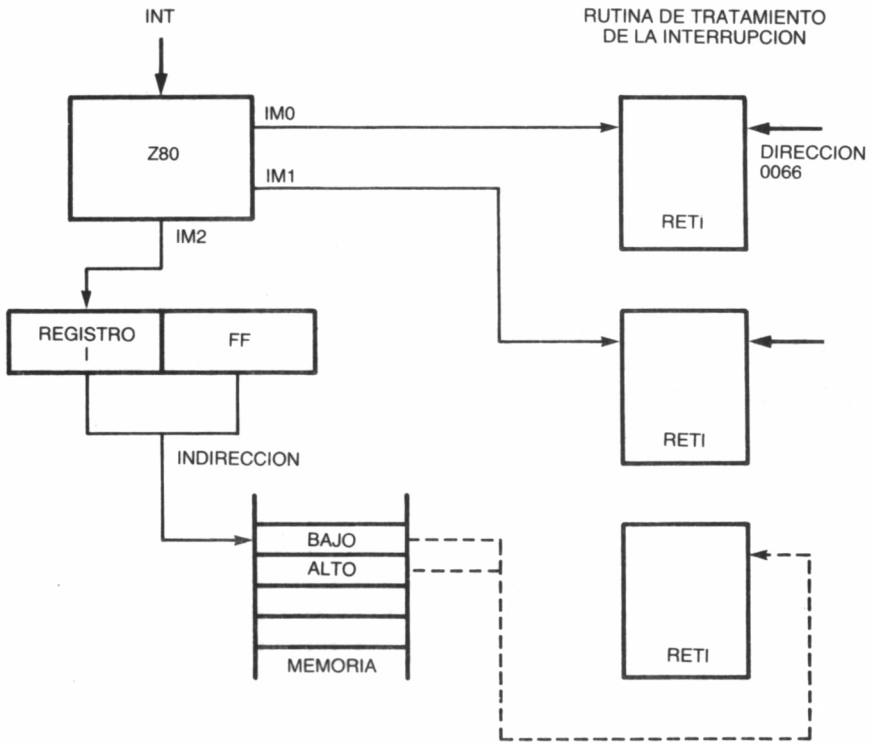 INT
RUTINA DE TRATAMIENTO
DE LA INTERRUPCION
IM0
Z80
DIRECCION
0066
IM1
RETI
IM2
REGISTRO
I
FF
RETI
INDIRECCION
BAJO
ALTO
RETI
MEMORIA